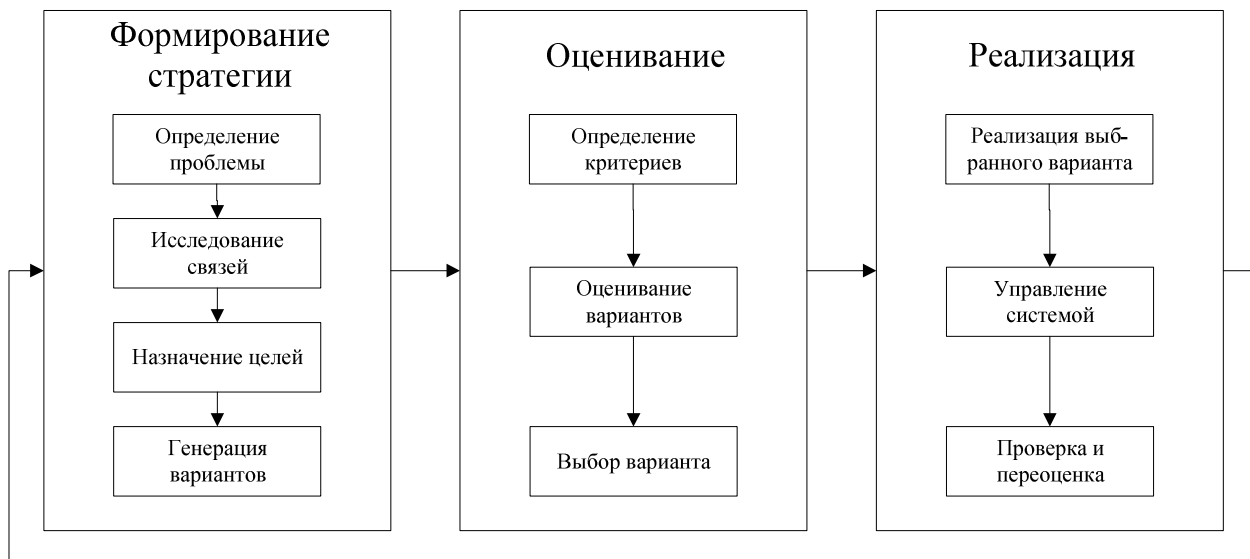 Формирование
стратегии
Определение
проблемы
Исследование
связей
Назначение целей
Генерация
вариантов
Оценивание
Определение
критериев
Оценивание
вариантов
Выбор варианта
Реализация
Реализация выб-
ранного варианта
Управление
системой
Проверка и
переоценка